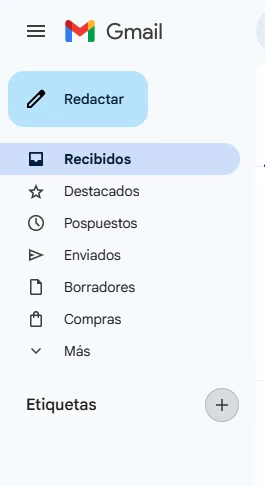 Gmail
Redactar
Recibidos
Destacados
Pospuestos
Enviados
Borradores
Compras
Más
Etiquetas